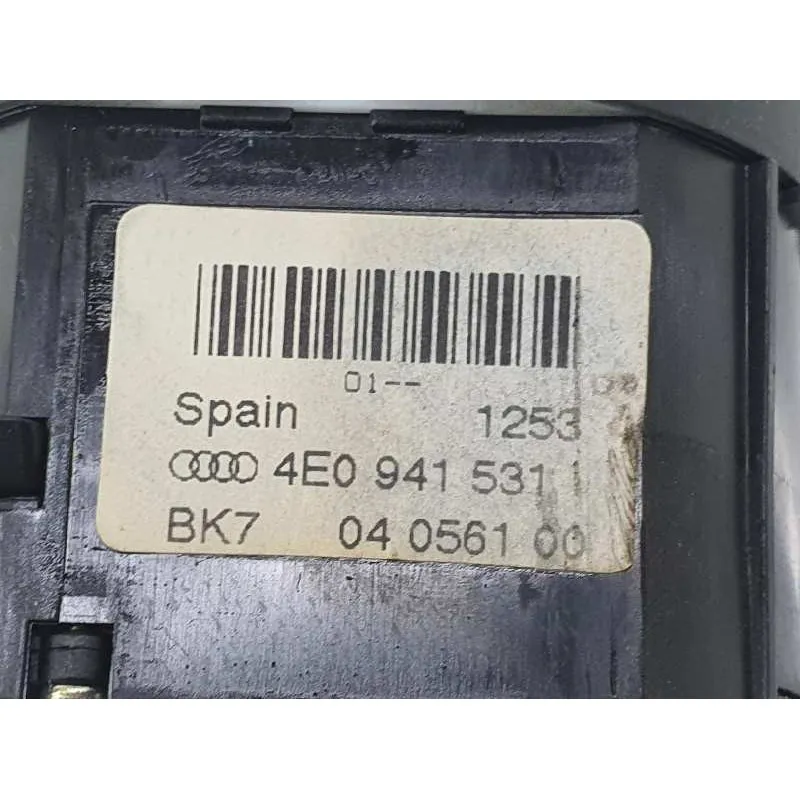 01--
Spain 1253
4E0 941 531
BK7 04 0561 00